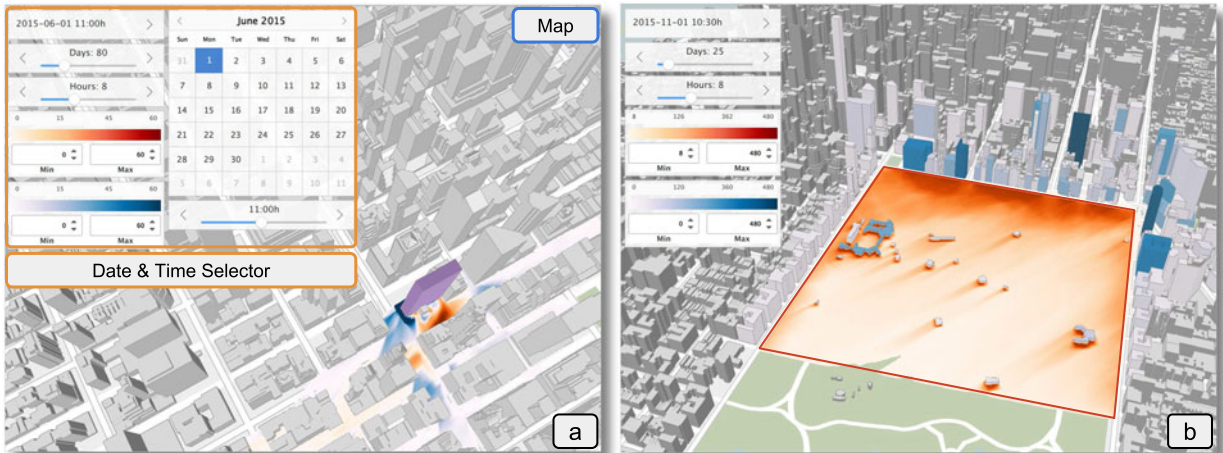 2015-06-01 11:00h
Days: 80
Hours: 8
0 15 45 60
0 60
Min Max
0 15 45 60
0 60
Min Max
June 2015
Sun Mon Tue Wed Thu Fri Sat
31 1 2 3 4 5 6
7 8 9 10 11 12 13
14 15 16 17 18 19 20
21 22 23 24 25 26 27
28 29 30 1 2 3 4
5 6 7 8 9 10 11
11:00h
Date & Time Selector
Map
a
2015-11-01 10:30h
Days: 25
Hours: 8
8 126 362 480
8 480
Min Max
0 120 362 480
0 480
Min Max
b